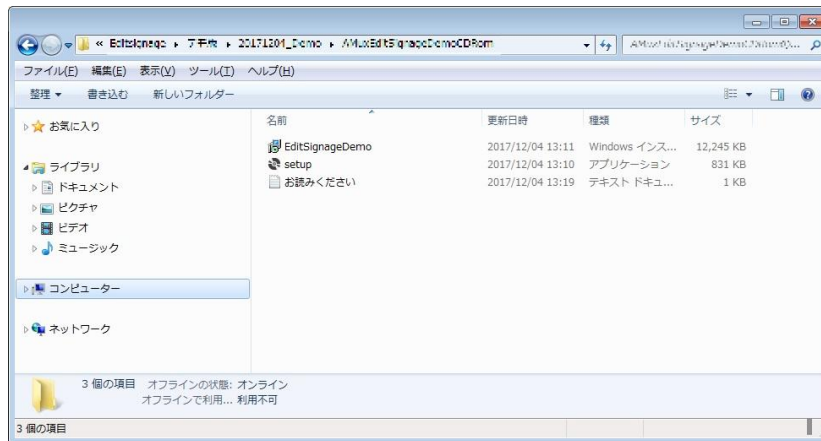 « Editsignage ▸ デモ版 ▸ 20171204_Demo ▸ AMuxEditSignageDemoCDRom
ファイル(F) 編集(E) 表示(V) ツール(T) ヘルプ(H)
整理 ▼ 書き込む 新しいフォルダー
お気に入り
ライブラリ
ドキュメント
ピクチャ
ビデオ
ミュージック
コンピューター
ネットワーク
名前 更新日時 種類 サイズ
EditSignageDemo 2017/12/04 13:11 Windows インス... 12,245 KB
setup 2017/12/04 13:10 アプリケーション 831 KB
お読みください 2017/12/04 13:19 テキスト ドキュ... 1 KB
3 個の項目 オフラインの状態: オンライン
オフラインで利用... 利用不可
3 個の項目